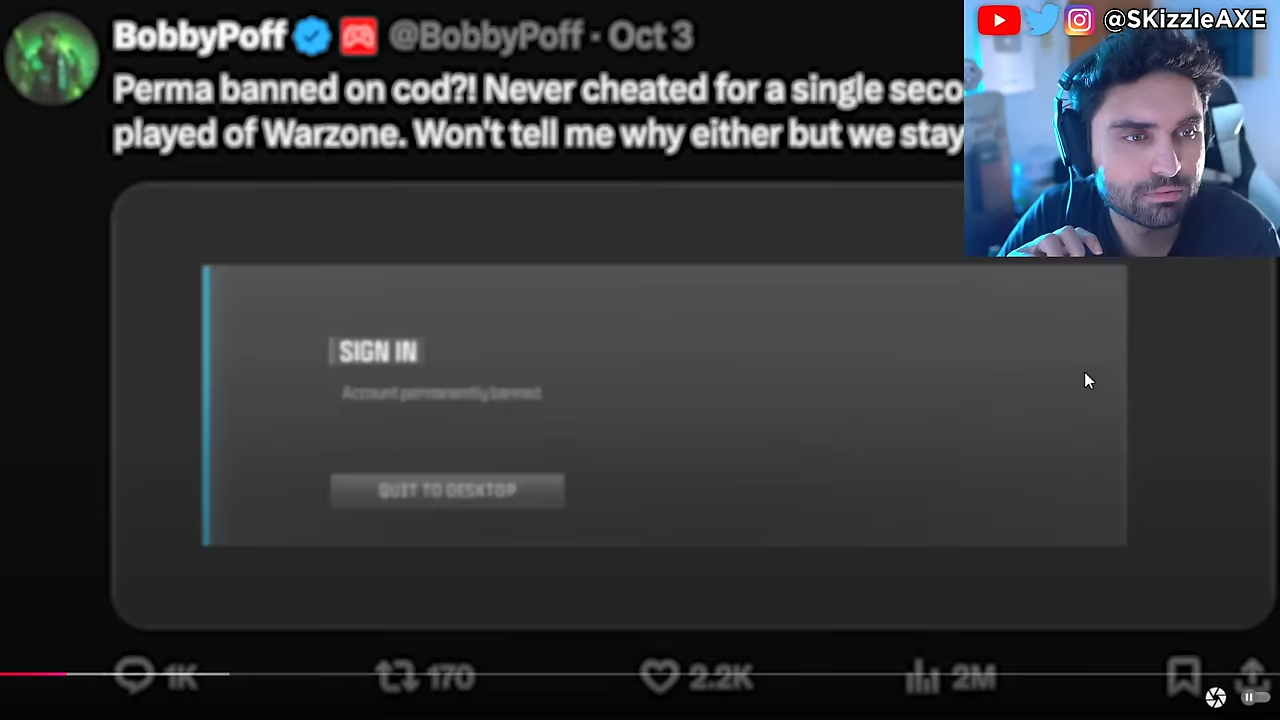 BobbyPoff @BobbyPoff · Oct 3
@SKizzleAXE
Perma banned on cod?! Never cheated for a single seco
played of Warzone. Won't tell me why either but we stay
SIGN IN
Account permanently banned
QUIT TO DESKTOP
1K 170 2.2K 2M